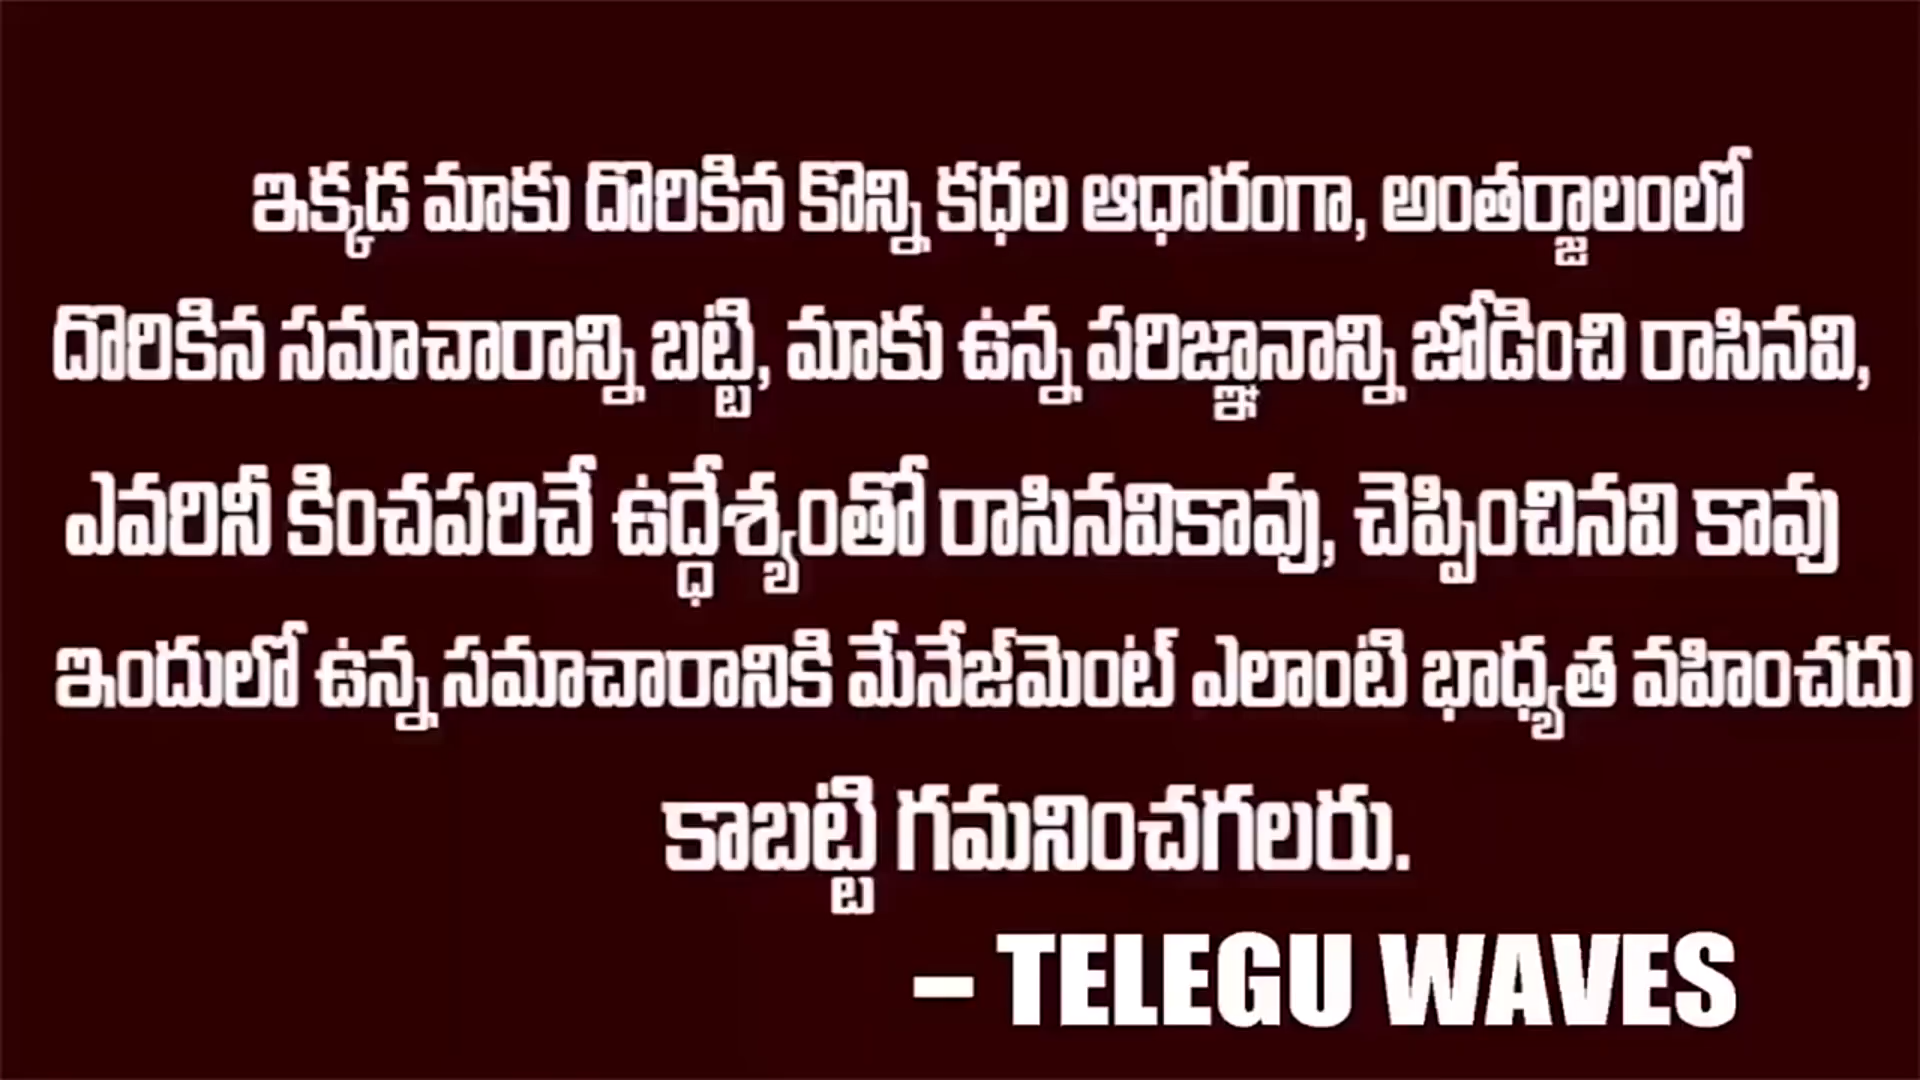 ఇక్కడ మాకు దొరికిన కొన్ని కధల ఆధారంగా, అంతర్జాలంలో
దొరికిన సమాచారాన్ని బట్టి, మాకు ఉన్న పరిజ్ఞానాన్ని జోడించి రాసినవి,
ఎవరినీ కించపరిచే ఉద్ధేశ్యంతో రాసినవికావు, చెప్పించినవి కావు
ఇందులో ఉన్న సమాచారానికి మేనేజ్‌మెంట్ ఎలాంటి భాధ్యత వహించదు
కాబట్టి గమనించగలరు.
– TELEGU WAVES